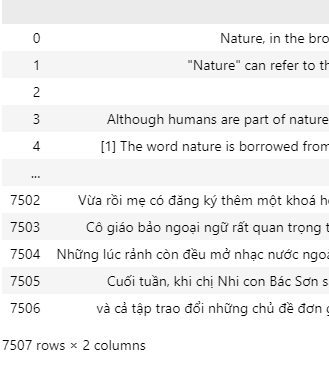 0 Nature, in the bro
1 "Nature" can refer to th
2
3 Although humans are part of nature
4 [1] The word nature is borrowed from
...
7502 Vừa rồi mẹ có đăng ký thêm một khoá h
7503 Cô giáo bảo ngoại ngữ rất quan trọng t
7504 Những lúc rảnh còn đều mở nhạc nước ngoà
7505 Cuối tuần, khi chị Nhi con Bác Sơn s
7506 và cả tập trao đổi những chủ đề đơn g
7507 rows × 2 columns